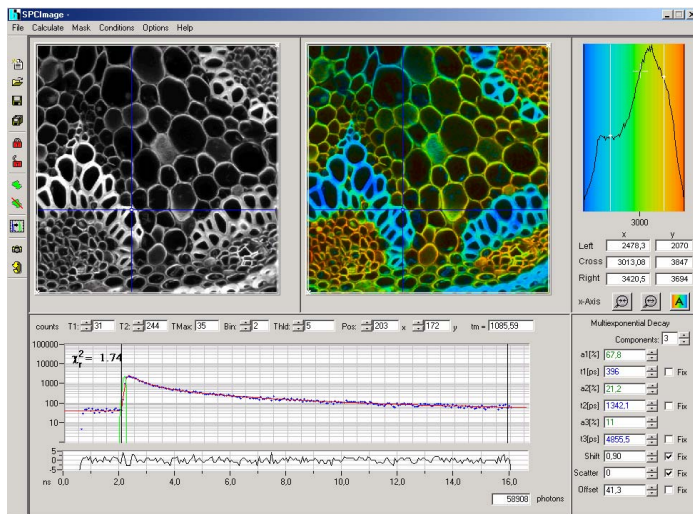 SPCImage -
File Calculate Mask Conditions Options Help
3000
x y
Left 2478,3 2070
Cross 3013,08 3847
Right 3420,5 3694
x-Axis A
counts T1: 31 T2: 244 TMax: 35 Bin: 2 Thld: 5 Pos: 203 x 172 y tm = 1085,59
Multiexponential Decay
Components: 3
a1[%] 67,8
t1[ps] 396 Fix
a2[%] 21,2
t2[ps] 1342,1 Fix
a3[%] 11
t3[ps] 4855,5 Fix
Shift 0,90 Fix
Scatter 0 Fix
Offset 41,3 Fix
100000
χr² = 1.74
10000
1000
100
10
5
0
-5
ns 0,0 2,0 4,0 6,0 8,0 10,0 12,0 14,0 16,0
58908 photons